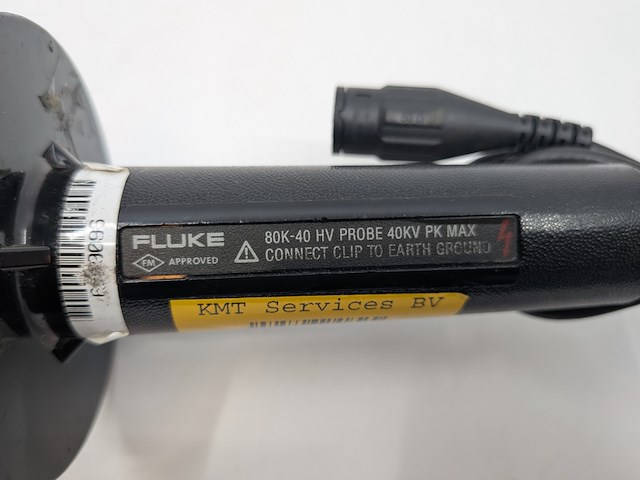 FLUKE
FM APPROVED
80K-40 HV PROBE 40KV PK MAX
CONNECT CLIP TO EARTH GROUND
KMT Services BV